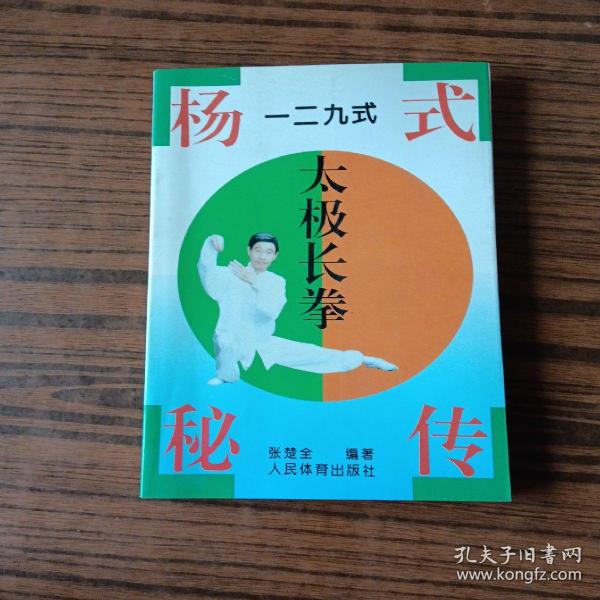 杨式
一二九式
太极长拳
秘传
张楚全 编著
人民体育出版社
孔夫子旧书网
www.kongfz.com